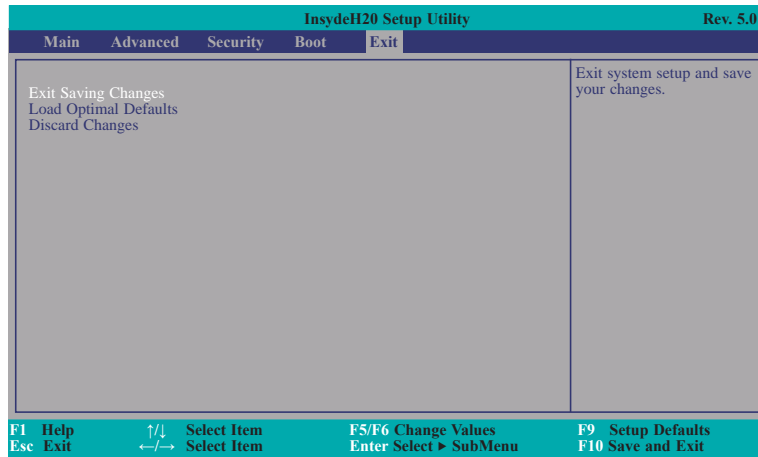 InsydeH20 Setup Utility Rev. 5.0
Main Advanced Security Boot Exit
Exit Saving Changes
Load Optimal Defaults
Discard Changes
Exit system setup and save
your changes.
F1 Help ↑/↓ Select Item F5/F6 Change Values F9 Setup Defaults
Esc Exit ←/→ Select Item Enter Select ► SubMenu F10 Save and Exit